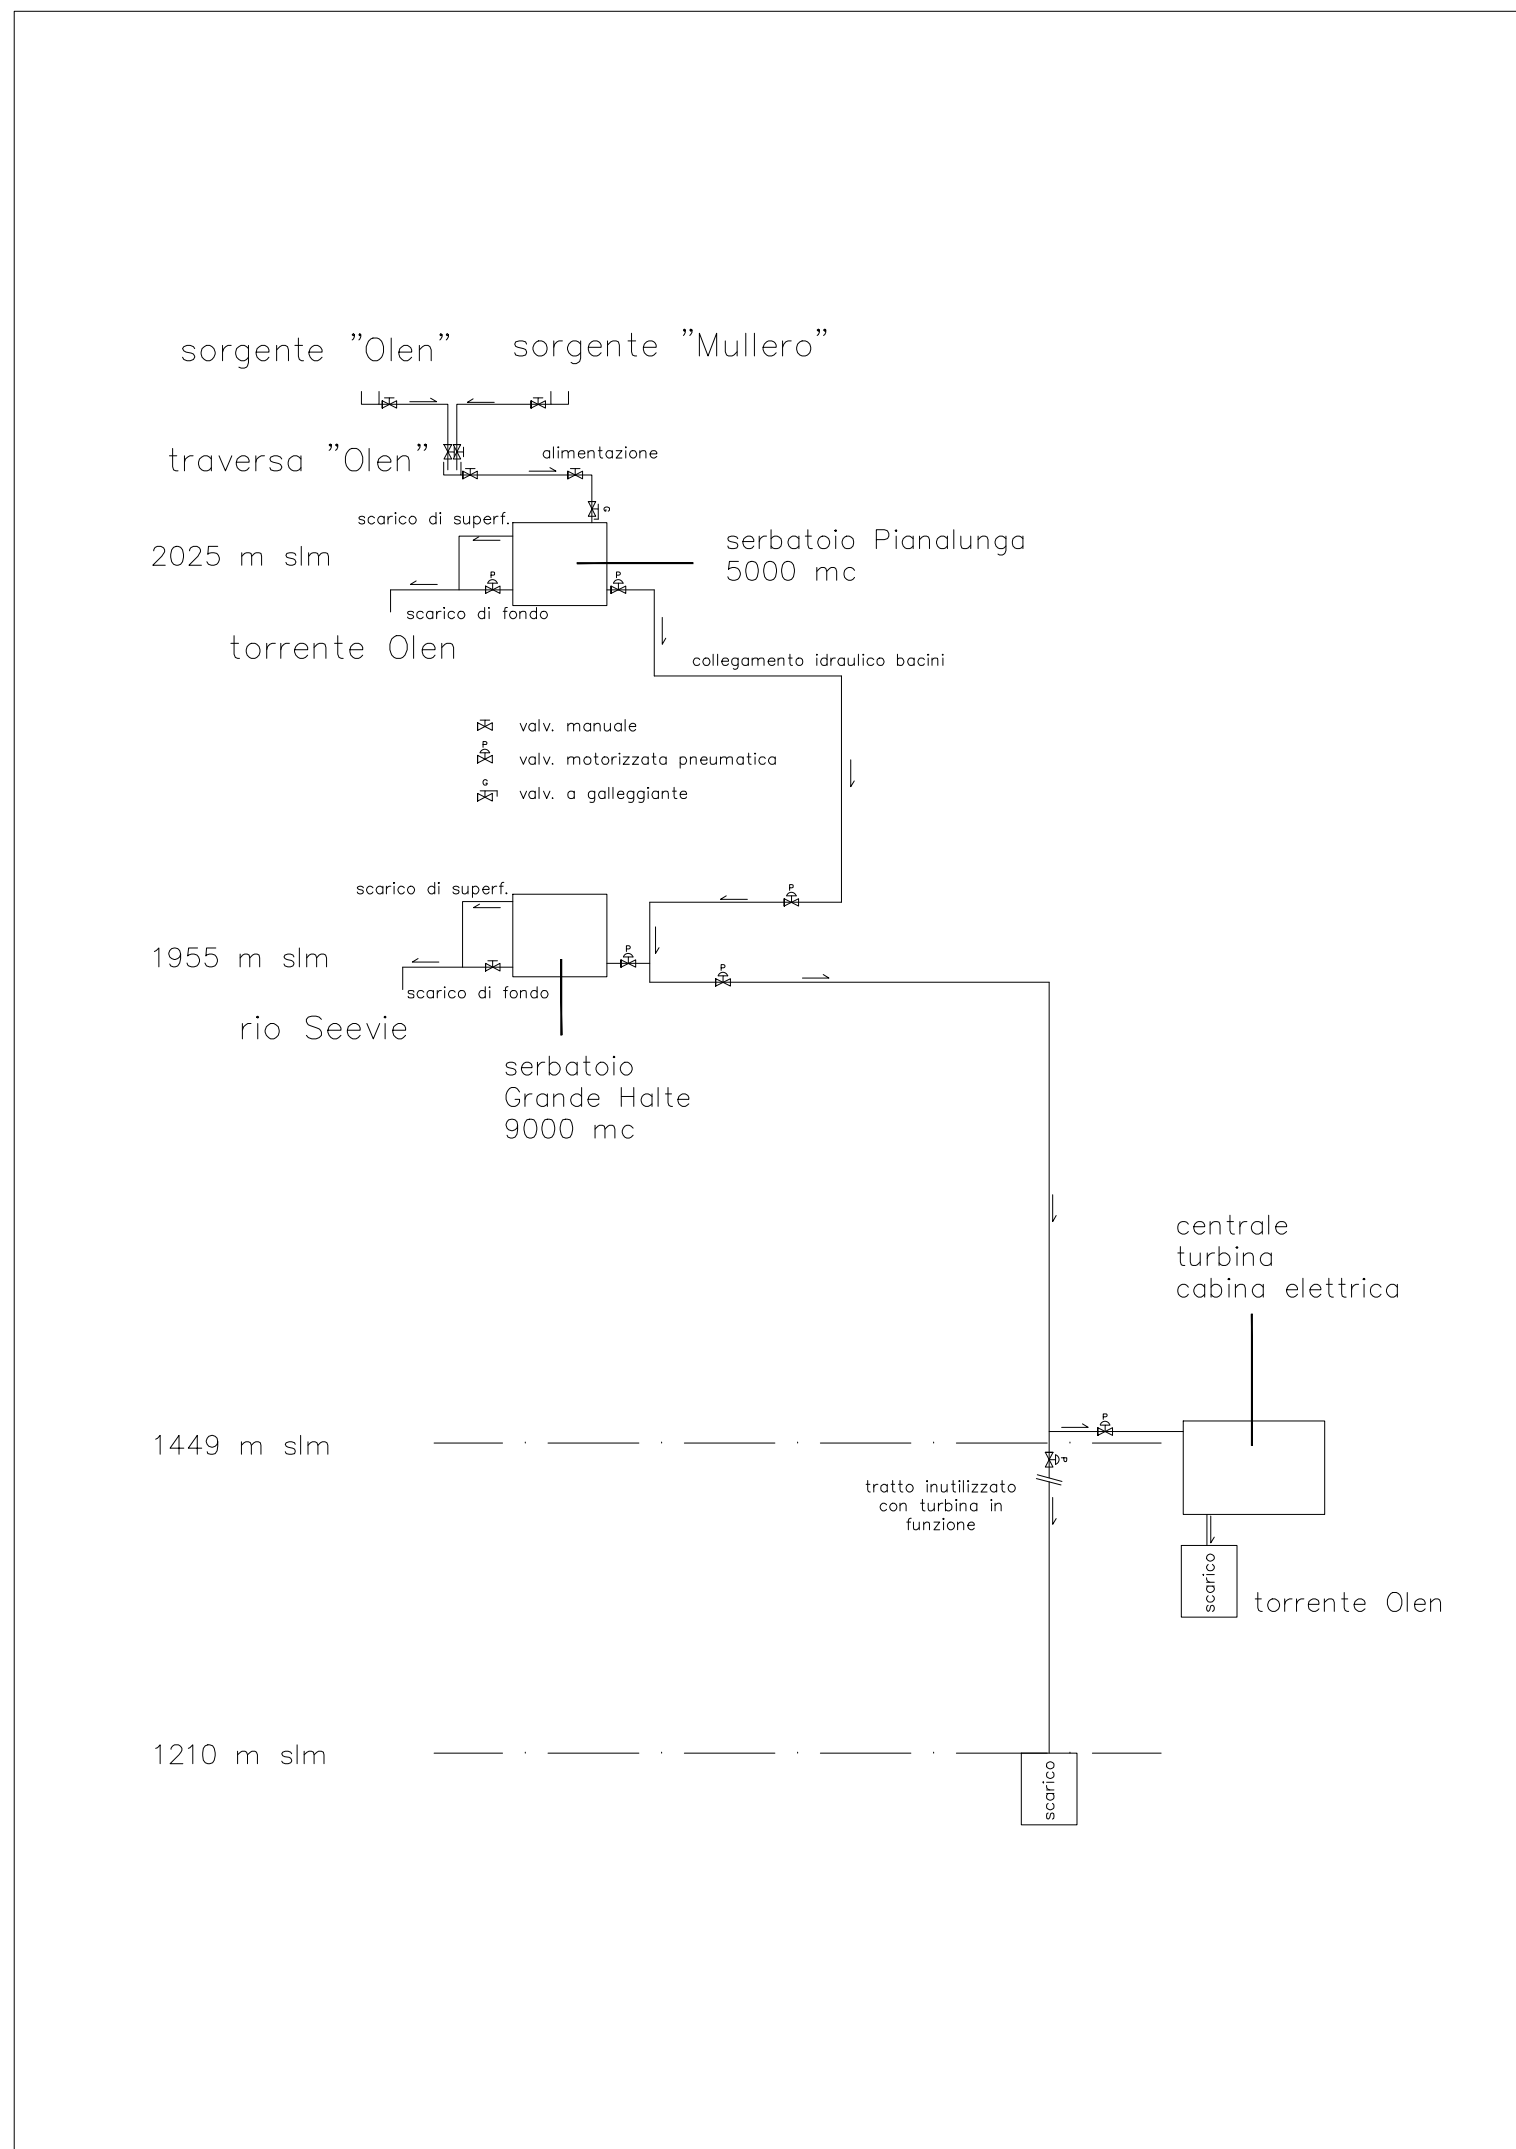 sorgente "Olen"
sorgente "Mullero"
traversa "Olen"
alimentazione
G
scarico di superf.
2025 m slm
serbatoio Pianalunga
5000 mc
P
P
scarico di fondo
torrente Olen
collegamento idraulico bacini
valv. manuale
P
valv. motorizzata pneumatica
G
valv. a galleggiante
scarico di superf.
P
1955 m slm
P
P
scarico di fondo
rio Seevie
serbatoio
Grande Halte
9000 mc
centrale
turbina
cabina elettrica
P
1449 m slm
P
tratto inutilizzato
con turbina in
funzione
scarico
torrente Olen
1210 m slm
scarico